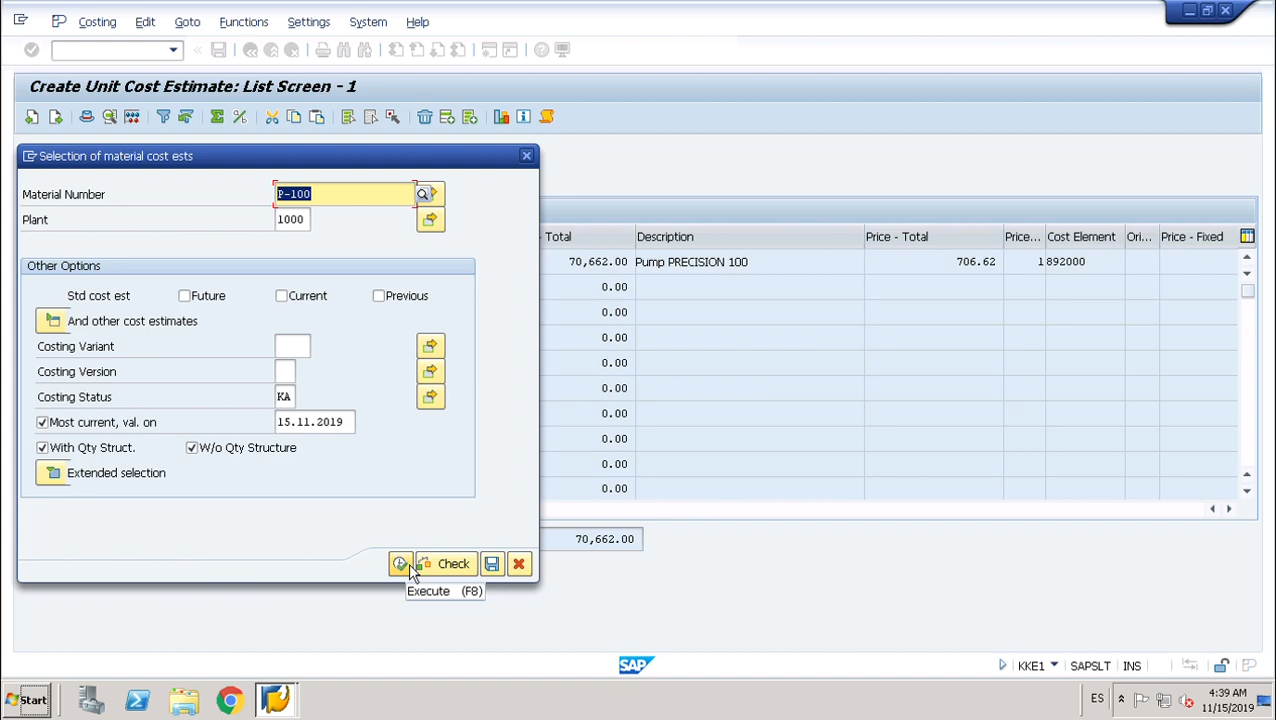 Costing Edit Goto Functions Settings System Help
Create Unit Cost Estimate: List Screen - 1
Selection of material cost ests
Material Number P-100
Plant 1000
Other Options
Std cost est Future Current Previous
And other cost estimates
Costing Variant
Costing Version
Costing Status KA
Most current, val. on 15.11.2019
With Qty Struct. W/o Qty Structure
Extended selection
Check
Execute (F8)
- Total Description Price - Total Price... Cost Element Ori... Price - Fixed
70,662.00 Pump PRECISION 100 706.62 1 892000
0.00
0.00
0.00
0.00
0.00
0.00
0.00
0.00
0.00
70,662.00
SAP KKE1 SAPSLT INS
Start ES 4:39 AM
11/15/2019